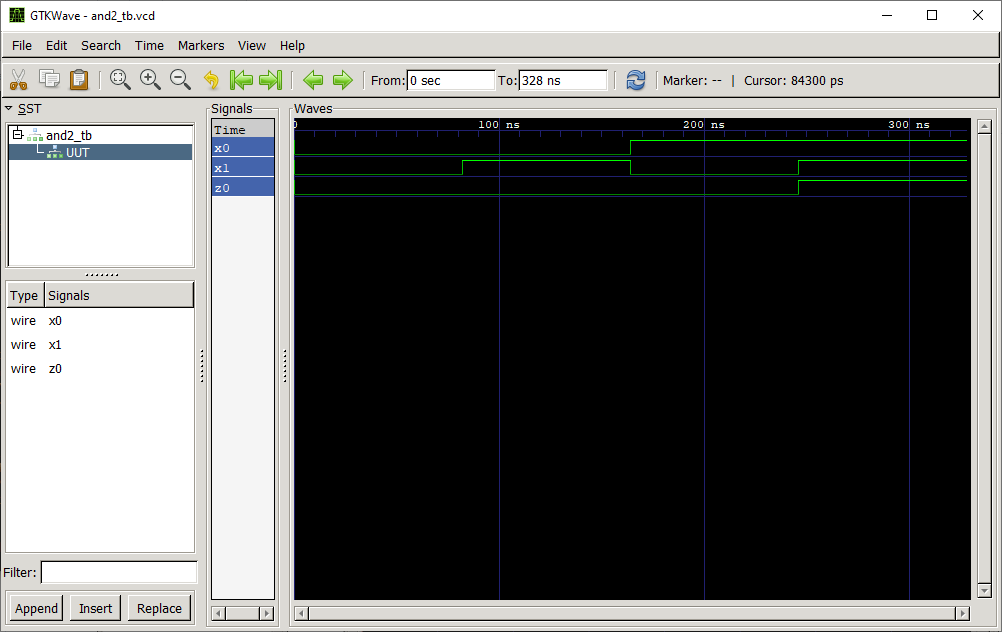 GTKWave - and2_tb.vcd
File Edit Search Time Markers View Help
From: 0 sec To: 328 ns Marker: -- | Cursor: 84300 ps
SST
and2_tb
UUT
Type Signals
wire x0
wire x1
wire z0
Filter:
Append Insert Replace
Signals
Time
x0
x1
z0
Waves
0 100 ns 200 ns 300 ns